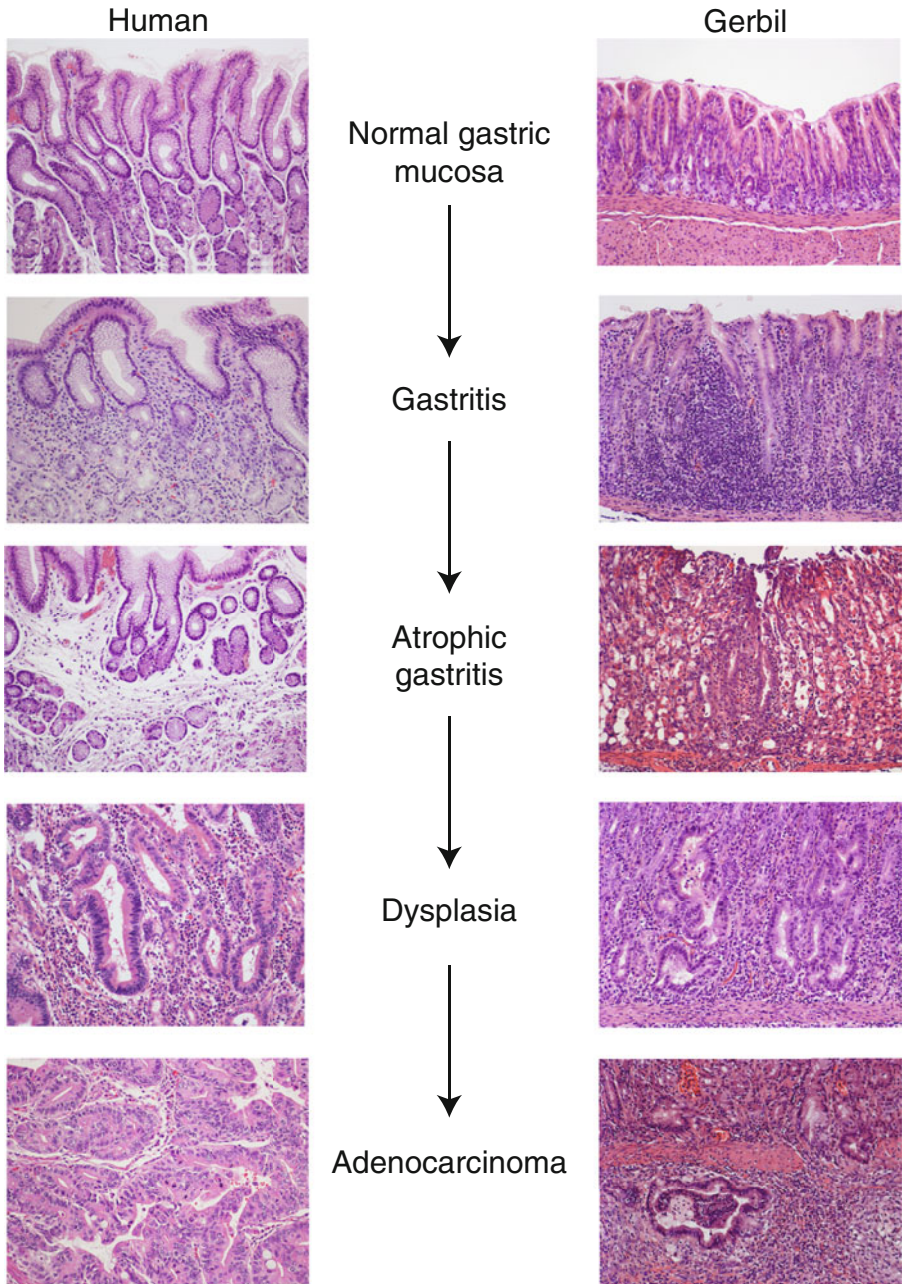 Human
Gerbil
Normal gastric
mucosa
Gastritis
Atrophic
gastritis
Dysplasia
Adenocarcinoma